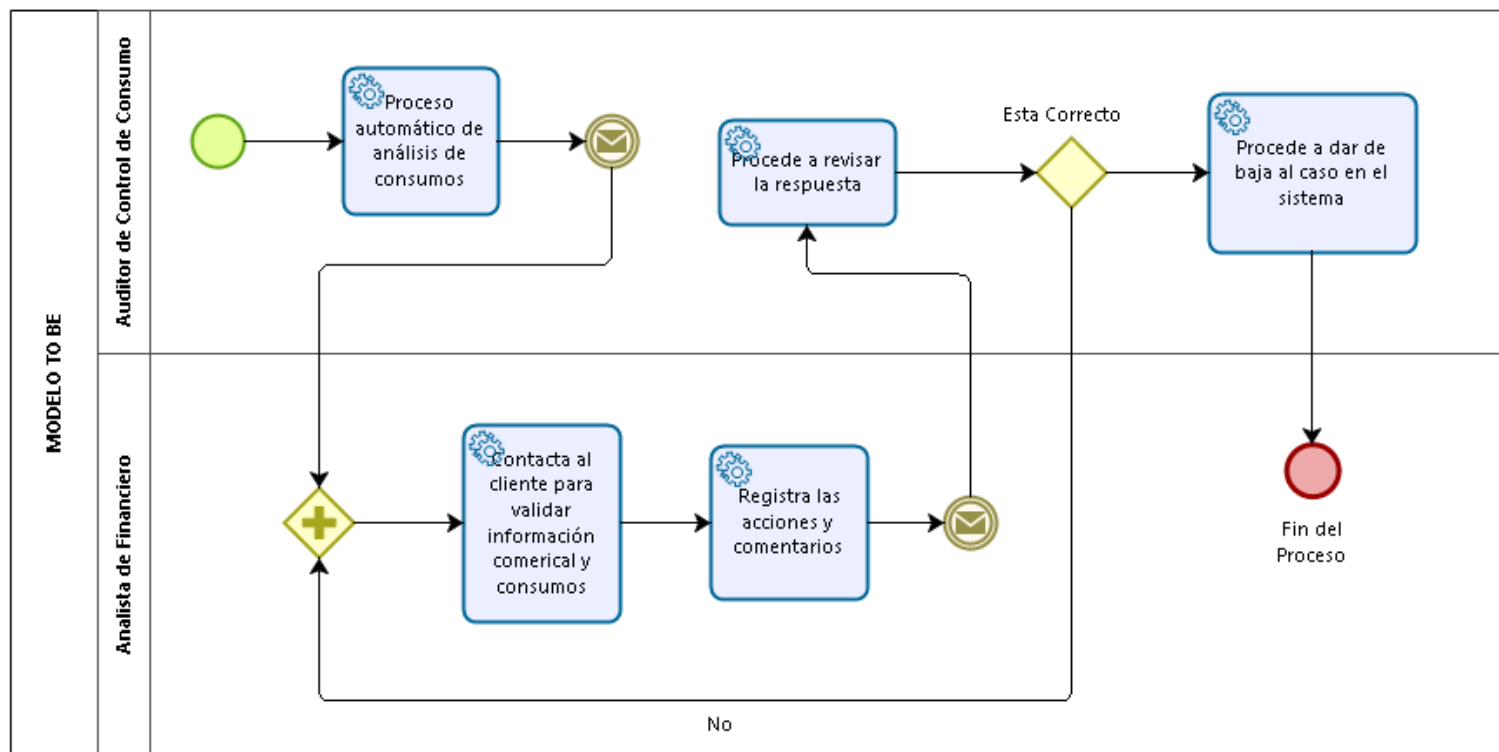 MODELO TO BE
Auditor de Control de Consumo
Proceso
automático de
análisis de
consumos
Procede a revisar
la respuesta
Esta Correcto
Procede a dar de
baja al caso en el
sistema
Analista de Financiero
Contacta al
cliente para
validar
información
comerical y
consumos
Registra las
acciones y
comentarios
Fin del
Proceso
No